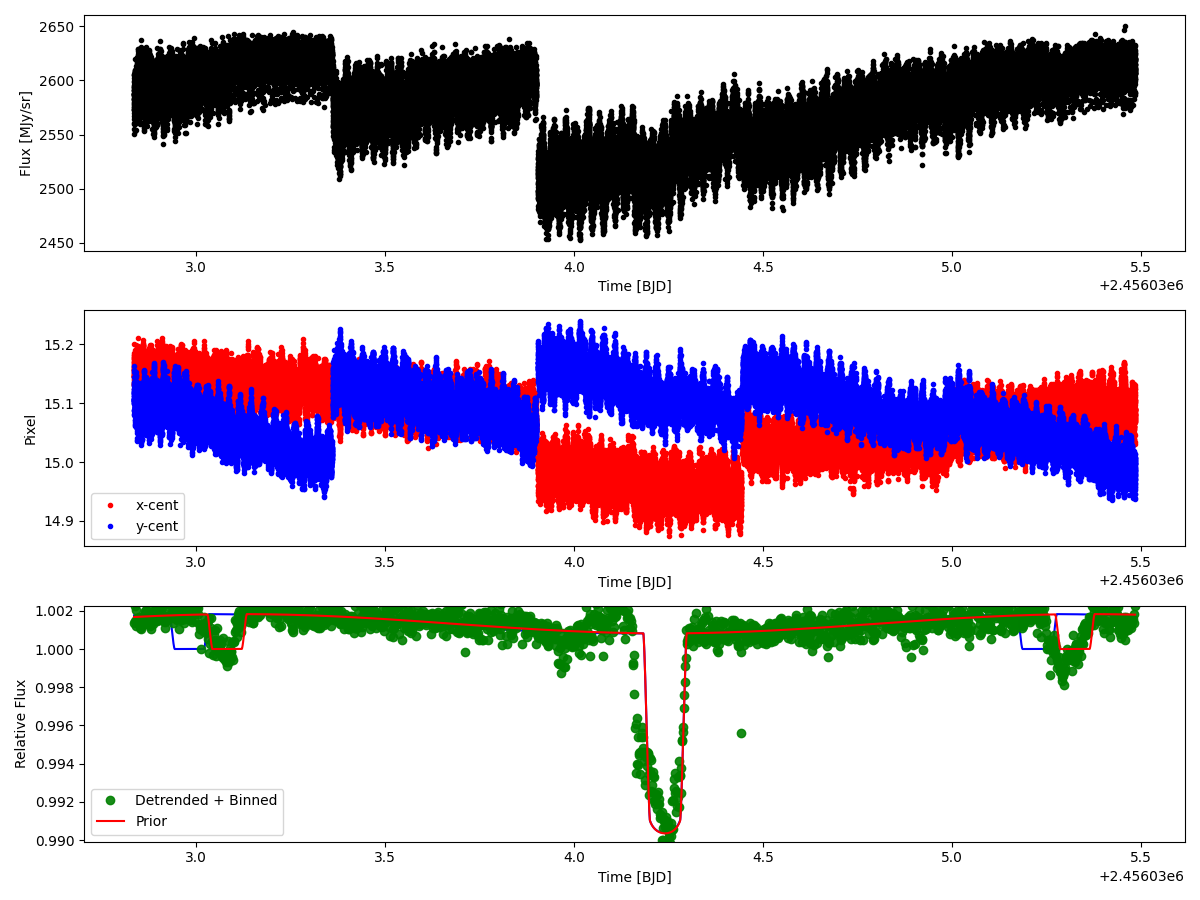 2650
2600
2550
2500
2450
Flux [MJy/sr]
3.0 3.5 4.0 4.5 5.0 5.5
Time [BJD]
+2.45603e6
15.2
15.1
15.0
14.9
Pixel
x-cent
y-cent
3.0 3.5 4.0 4.5 5.0 5.5
Time [BJD]
+2.45603e6
1.002
1.000
0.998
0.996
0.994
0.992
0.990
Relative Flux
Detrended + Binned
Prior
3.0 3.5 4.0 4.5 5.0 5.5
Time [BJD]
+2.45603e6